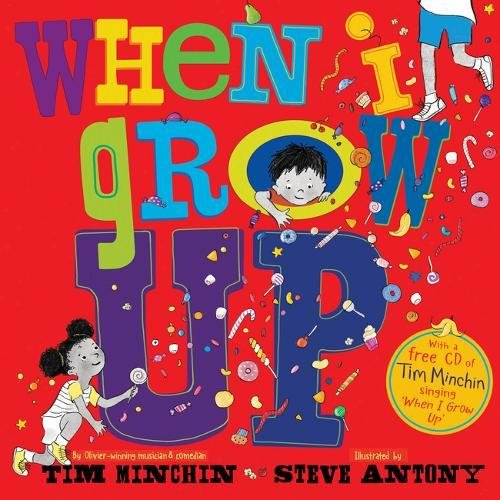 WHeN i
gROW
UP
With a
free CD of
Tim Minchin
singing
'When I Grow
Up'
By Olivier-winning musician & comedian
TIM MINCHIN
Illustrated by
STEVE ANTONY